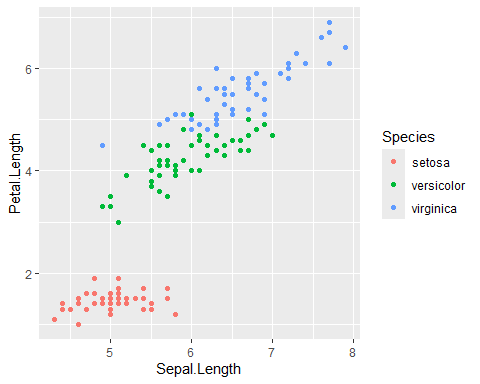 Petal.Length
6
4
2
5
6
7
8
Sepal.Length
Species
setosa
versicolor
virginica